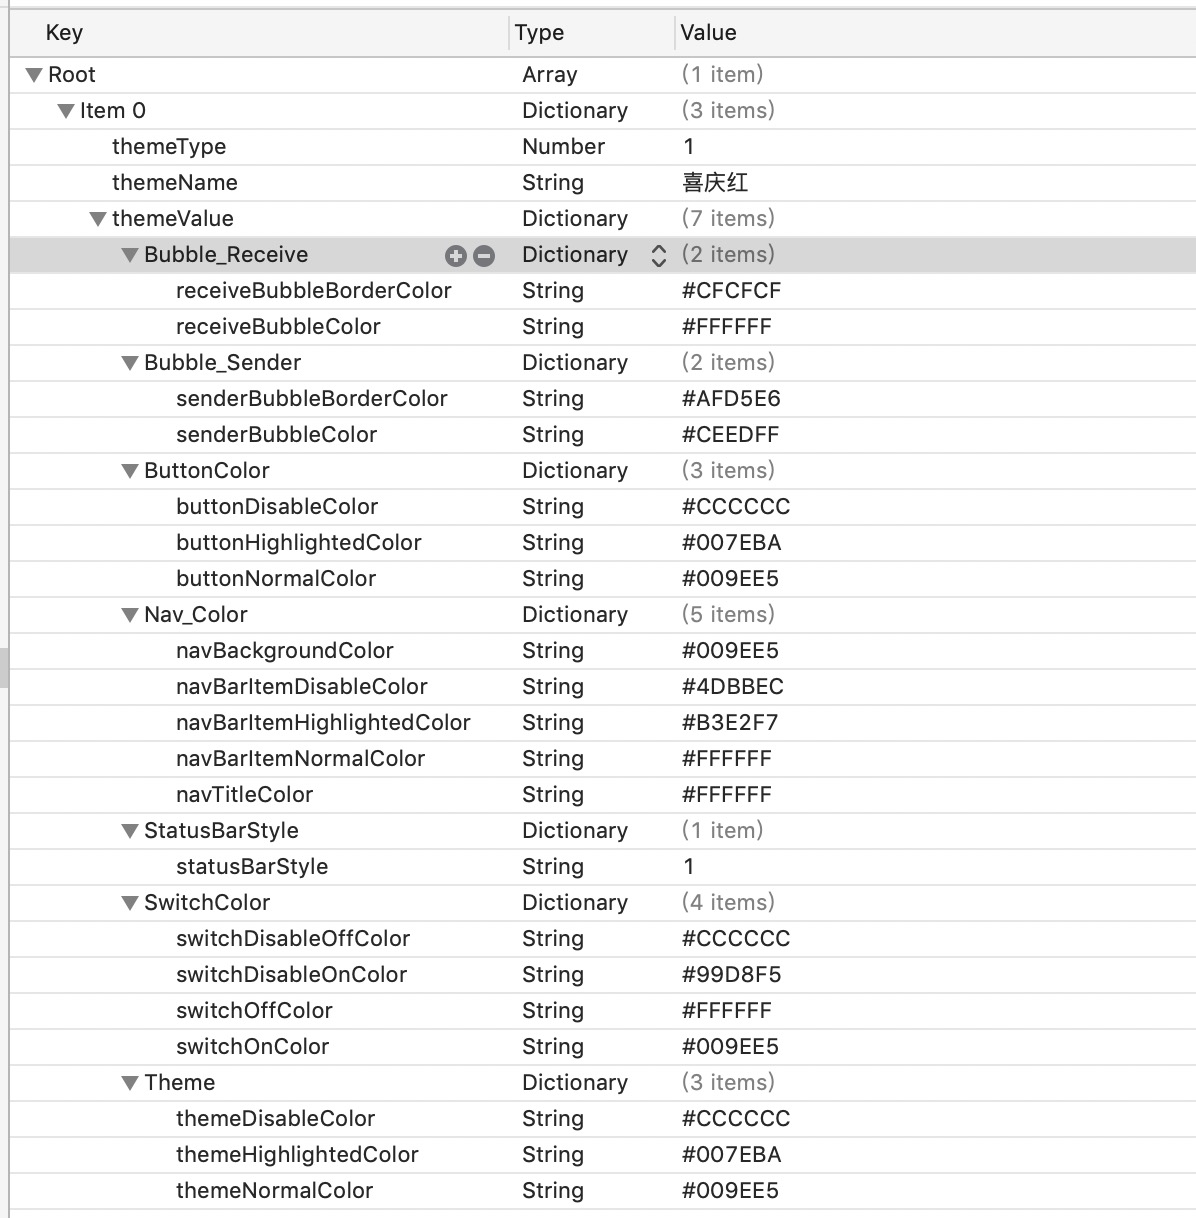 Key Type Value
Root Array (1 item)
Item 0 Dictionary (3 items)
themeType Number 1
themeName String 喜庆红
themeValue Dictionary (7 items)
Bubble_Receive Dictionary (2 items)
receiveBubbleBorderColor String #CFCFCF
receiveBubbleColor String #FFFFFF
Bubble_Sender Dictionary (2 items)
senderBubbleBorderColor String #AFD5E6
senderBubbleColor String #CEEDFF
ButtonColor Dictionary (3 items)
buttonDisableColor String #CCCCCC
buttonHighlightedColor String #007EBA
buttonNormalColor String #009EE5
Nav_Color Dictionary (5 items)
navBackgroundColor String #009EE5
navBarItemDisableColor String #4DBBEC
navBarItemHighlightedColor String #B3E2F7
navBarItemNormalColor String #FFFFFF
navTitleColor String #FFFFFF
StatusBarStyle Dictionary (1 item)
statusBarStyle String 1
SwitchColor Dictionary (4 items)
switchDisableOffColor String #CCCCCC
switchDisableOnColor String #99D8F5
switchOffColor String #FFFFFF
switchOnColor String #009EE5
Theme Dictionary (3 items)
themeDisableColor String #CCCCCC
themeHighlightedColor String #007EBA
themeNormalColor String #009EE5